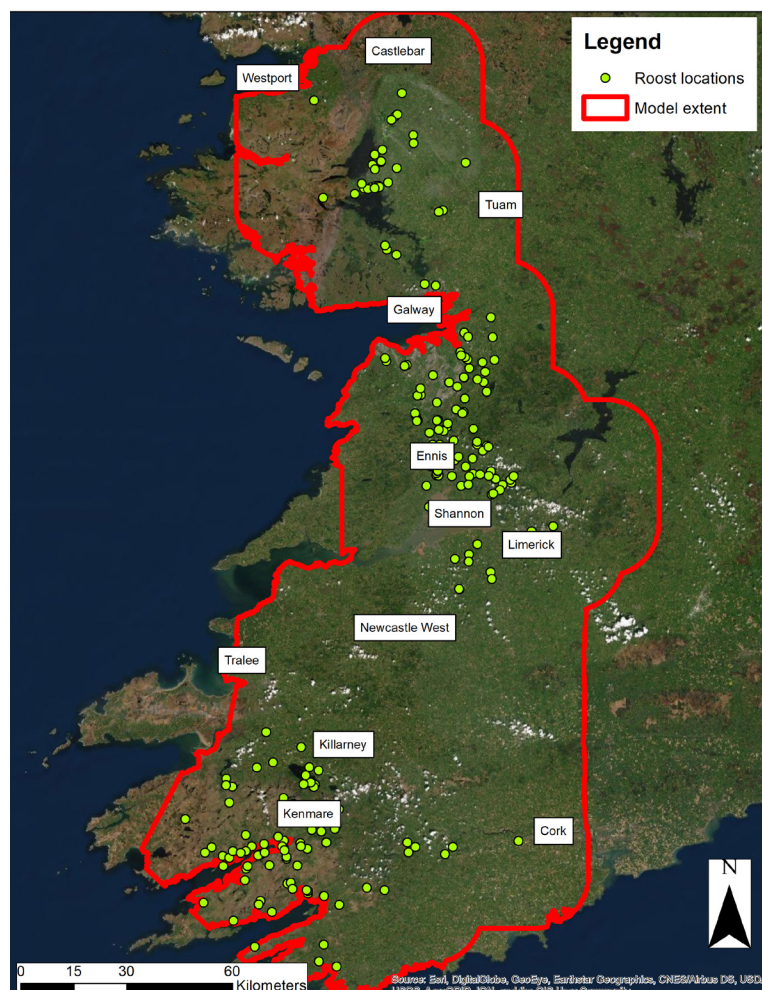 Legend
Roost locations
Model extent
Castlebar
Westport
Tuam
Galway
Ennis
Shannon
Limerick
Newcastle West
Tralee
Killarney
Kenmare
Cork
N
0 15 30 60
Kilometers
Source: Esri, DigitalGlobe, GeoEye, Earthstar Geographics, CNES/Airbus DS, USD